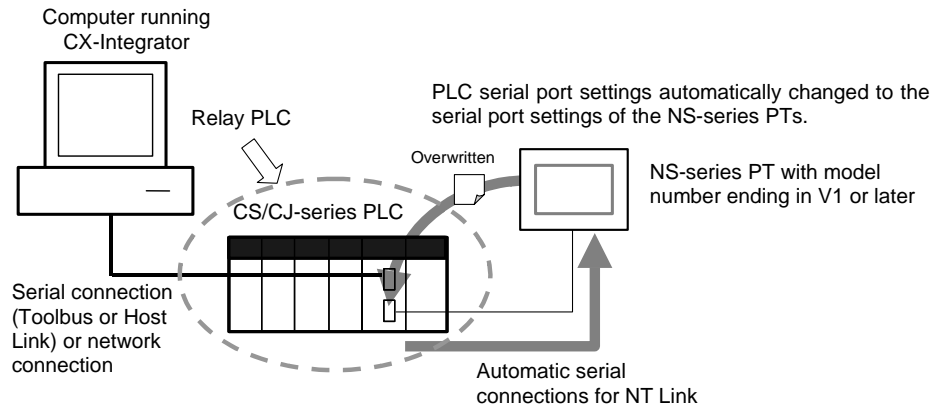 Computer running
CX-Integrator
PLC serial port settings automatically changed to the
serial port settings of the NS-series PTs.
Relay PLC
Overwritten
NS-series PT with model
number ending in V1 or later
CS/CJ-series PLC
Serial connection
(Toolbus or Host
Link) or network
connection
Automatic serial
connections for NT Link